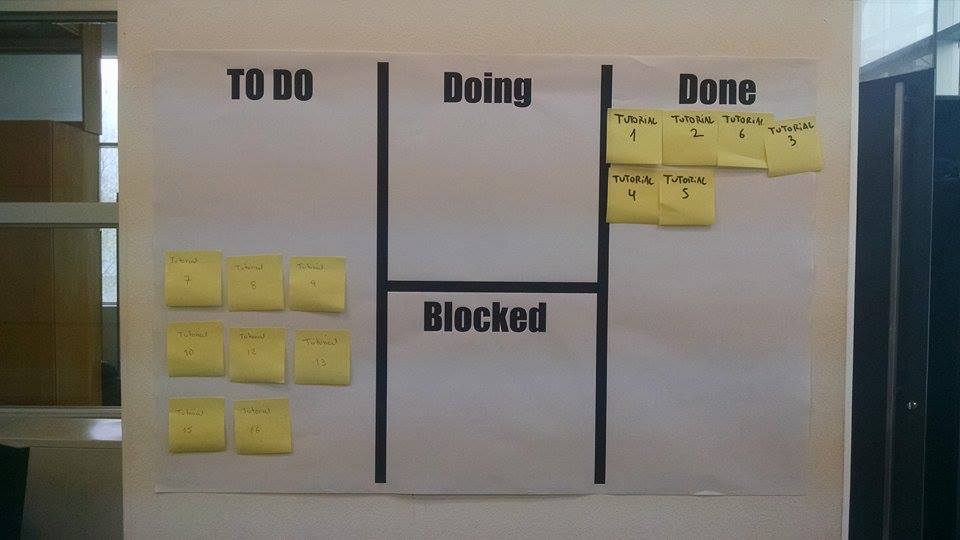 TO DO
Tutorial
7
Tutorial
8
Tutorial
9
Tutorial
10
Tutorial
12
Tutorial
13
Tutorial
15
Tutorial
16
Doing
Blocked
Done
TUTORIAL
1
TUTORIAL
2
TUTORIAL
6
TUTORIAL
3
TUTORIAL
4
TUTORIAL
5